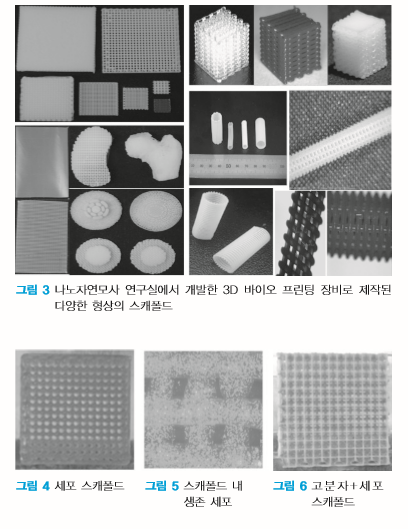 그림 3 나노자연모사 연구실에서 개발한 3D 바이오 프린팅 장비로 제작된
다양한 형상의 스캐폴드
그림 4 세포 스캐폴드
그림 5 스캐폴드 내
생존 세포
그림 6 고분자+세포
스캐폴드